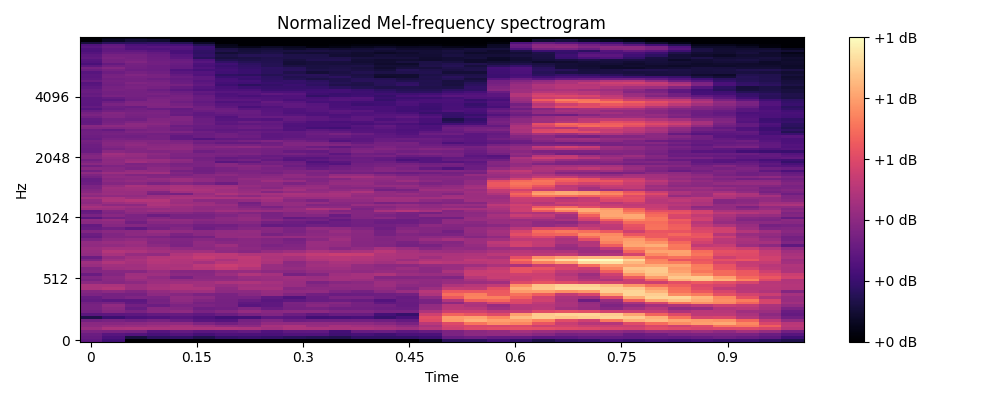 Normalized Mel-frequency spectrogram
Hz
4096
2048
1024
512
0
0
0.15
0.3
0.45
0.6
0.75
0.9
Time
+1 dB
+1 dB
+1 dB
+0 dB
+0 dB
+0 dB